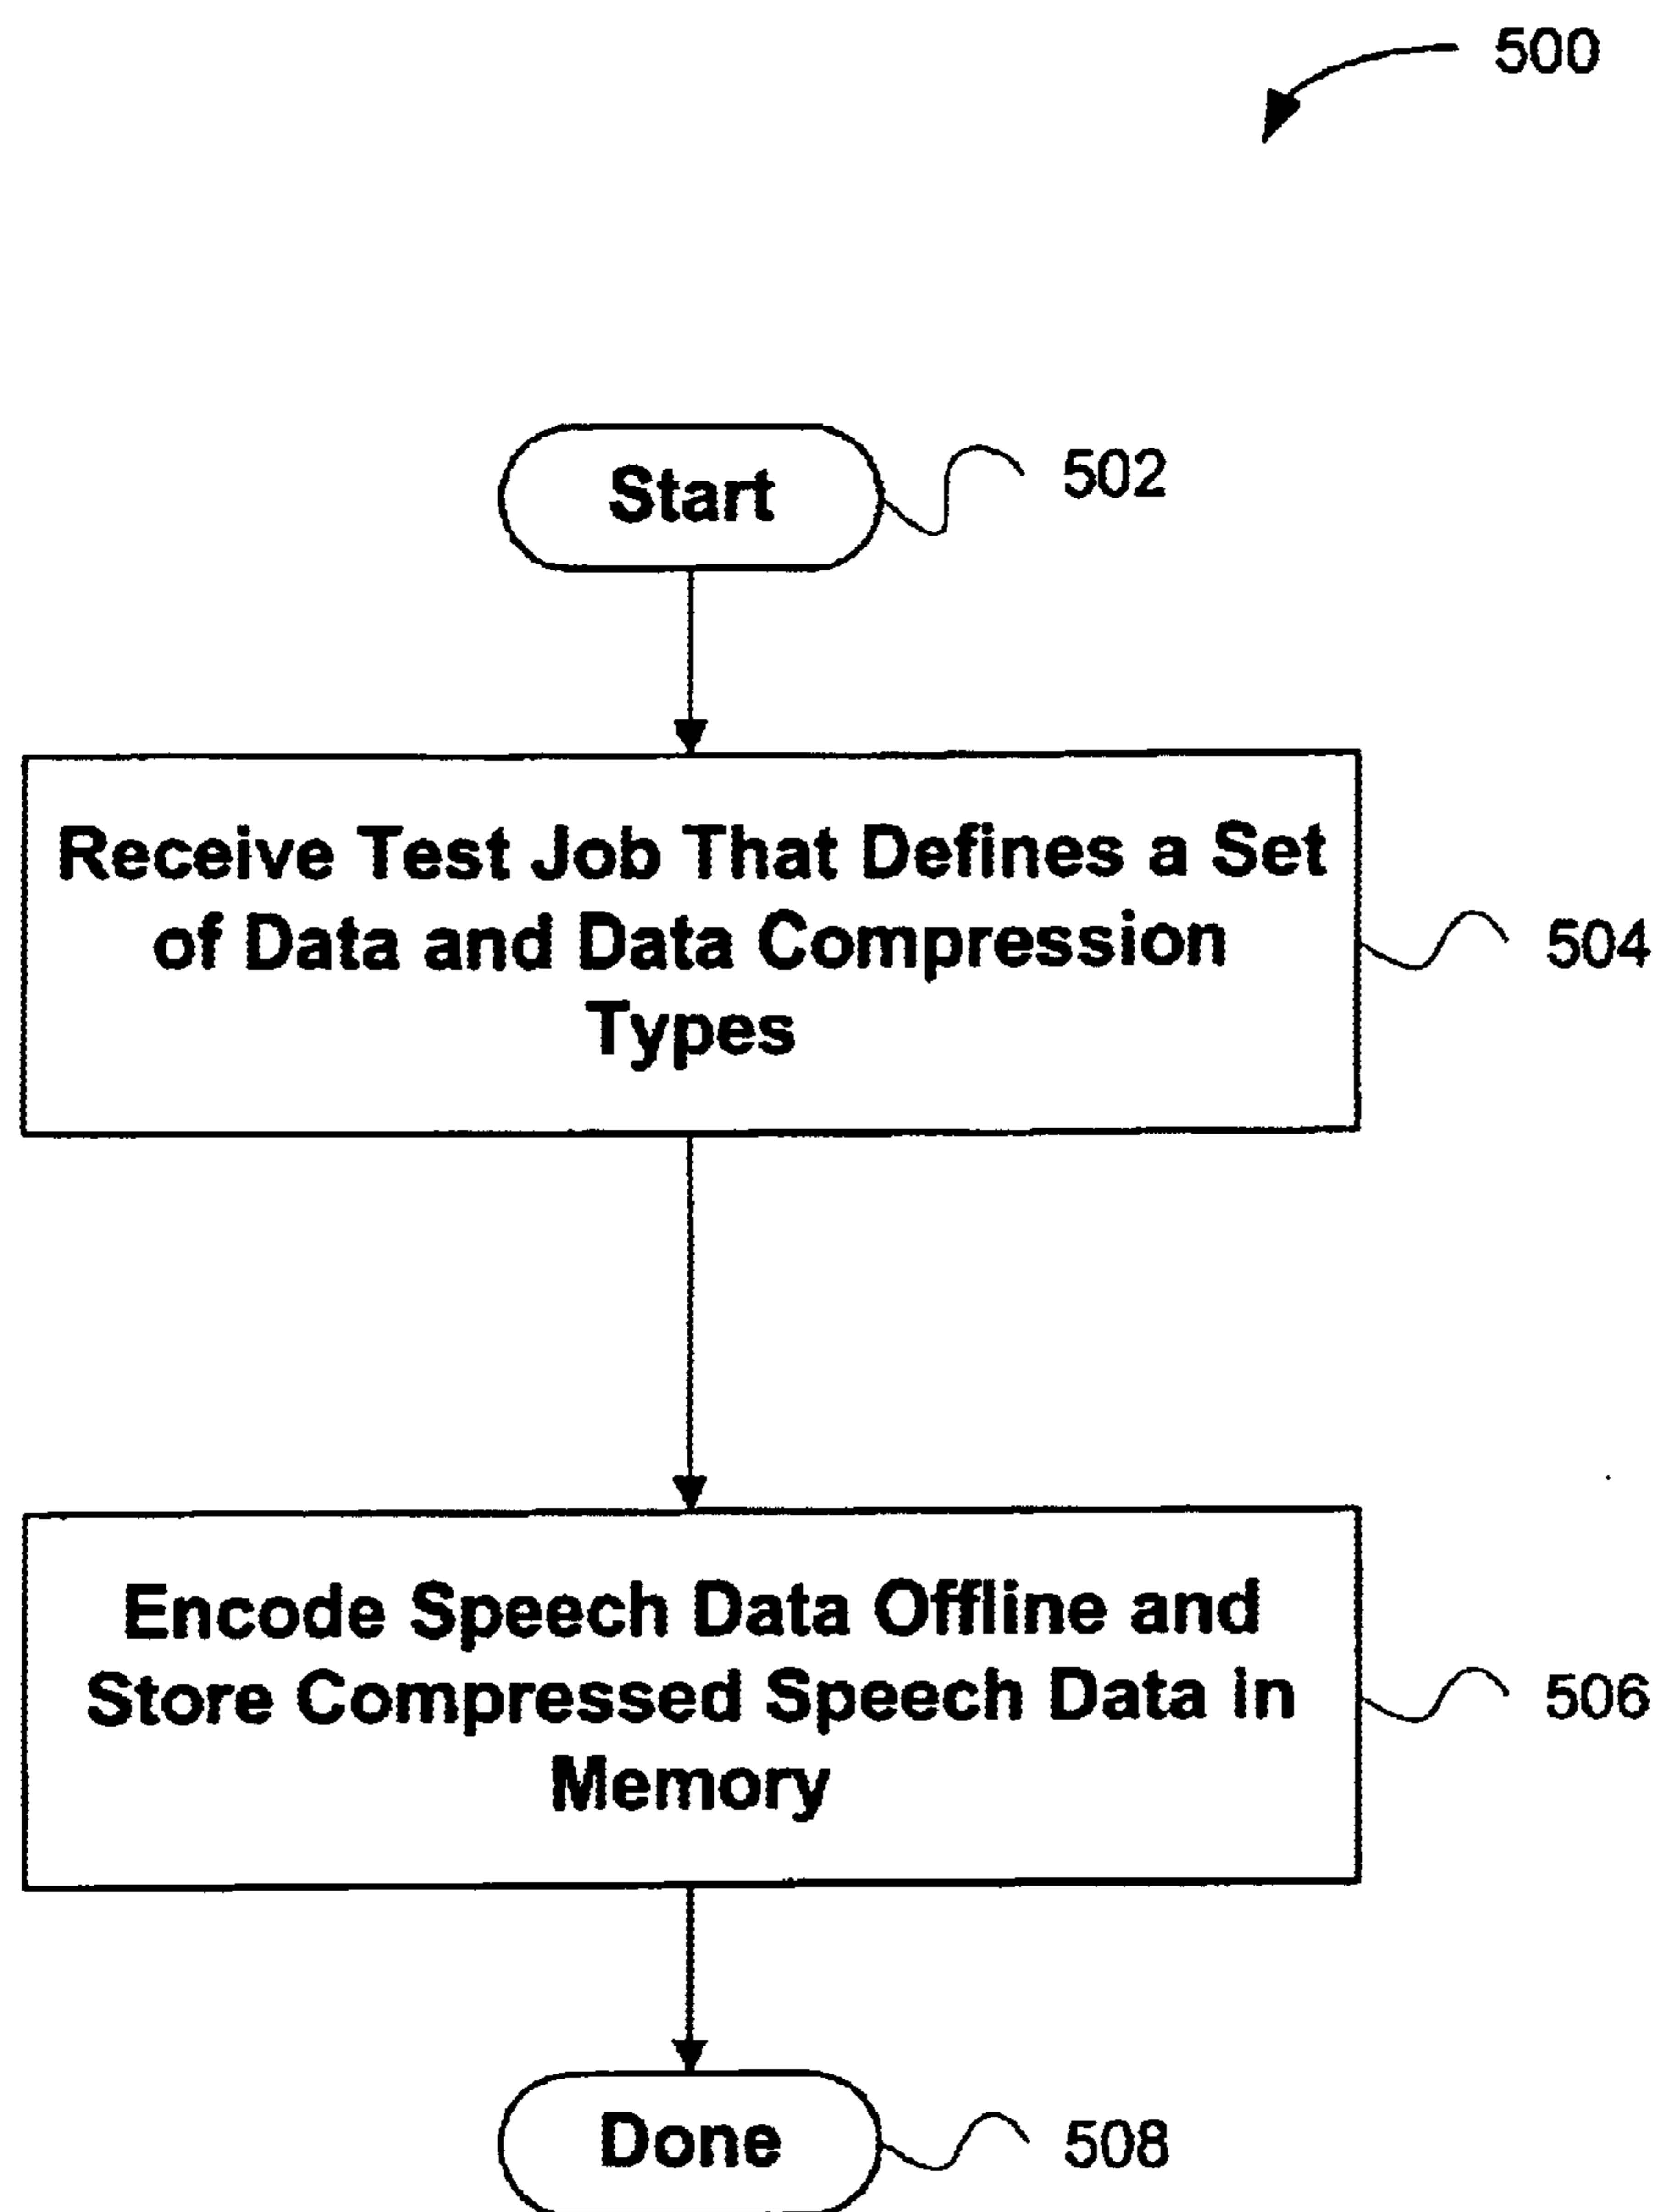 500
Start
502
Receive Test Job That Defines a Set
of Data and Data Compression
Types
504
Encode Speech Data Offline and
Store Compressed Speech Data in
Memory
506
Done
508